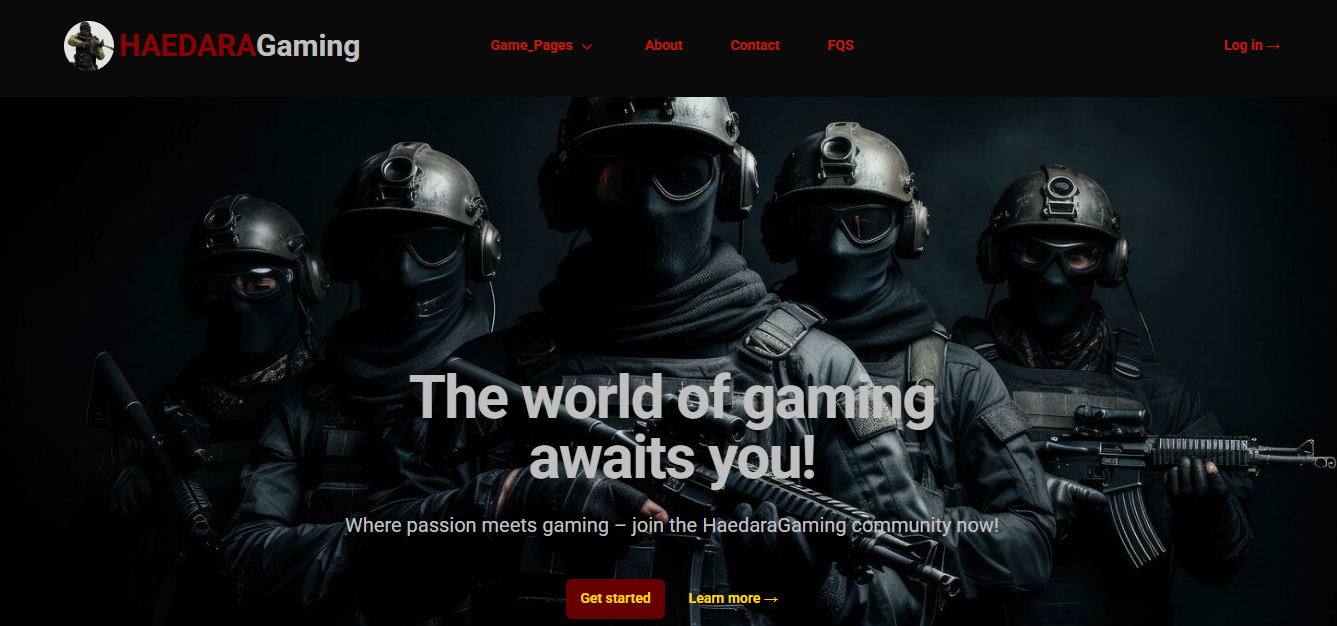 HAEDARAGaming
Game_Pages
About
Contact
FQS
Log in →
The world of gaming
awaits you!
Where passion meets gaming – join the HaedaraGaming community now!
Get started
Learn more →